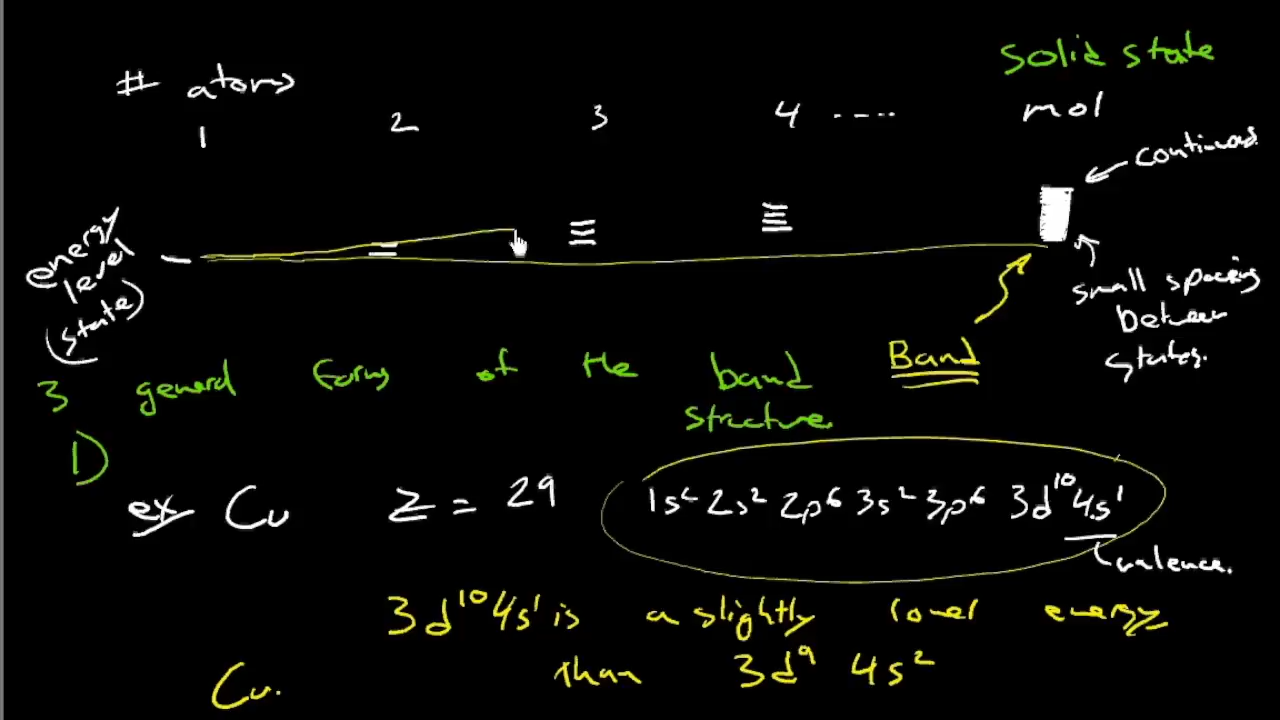 solid state
# atoms
1 2 3 4 .... mol
continuous
energy
level
(state)
small spacing
between
states.
Band
3 general forms of the band
structure
1)
ex Cu Z = 29 1s² 2s² 2p⁶ 3s² 3p⁶ 3d¹⁰ 4s¹
valence.
3d¹⁰ 4s¹ is a slightly lower energy
than 3d⁹ 4s²
Cu.